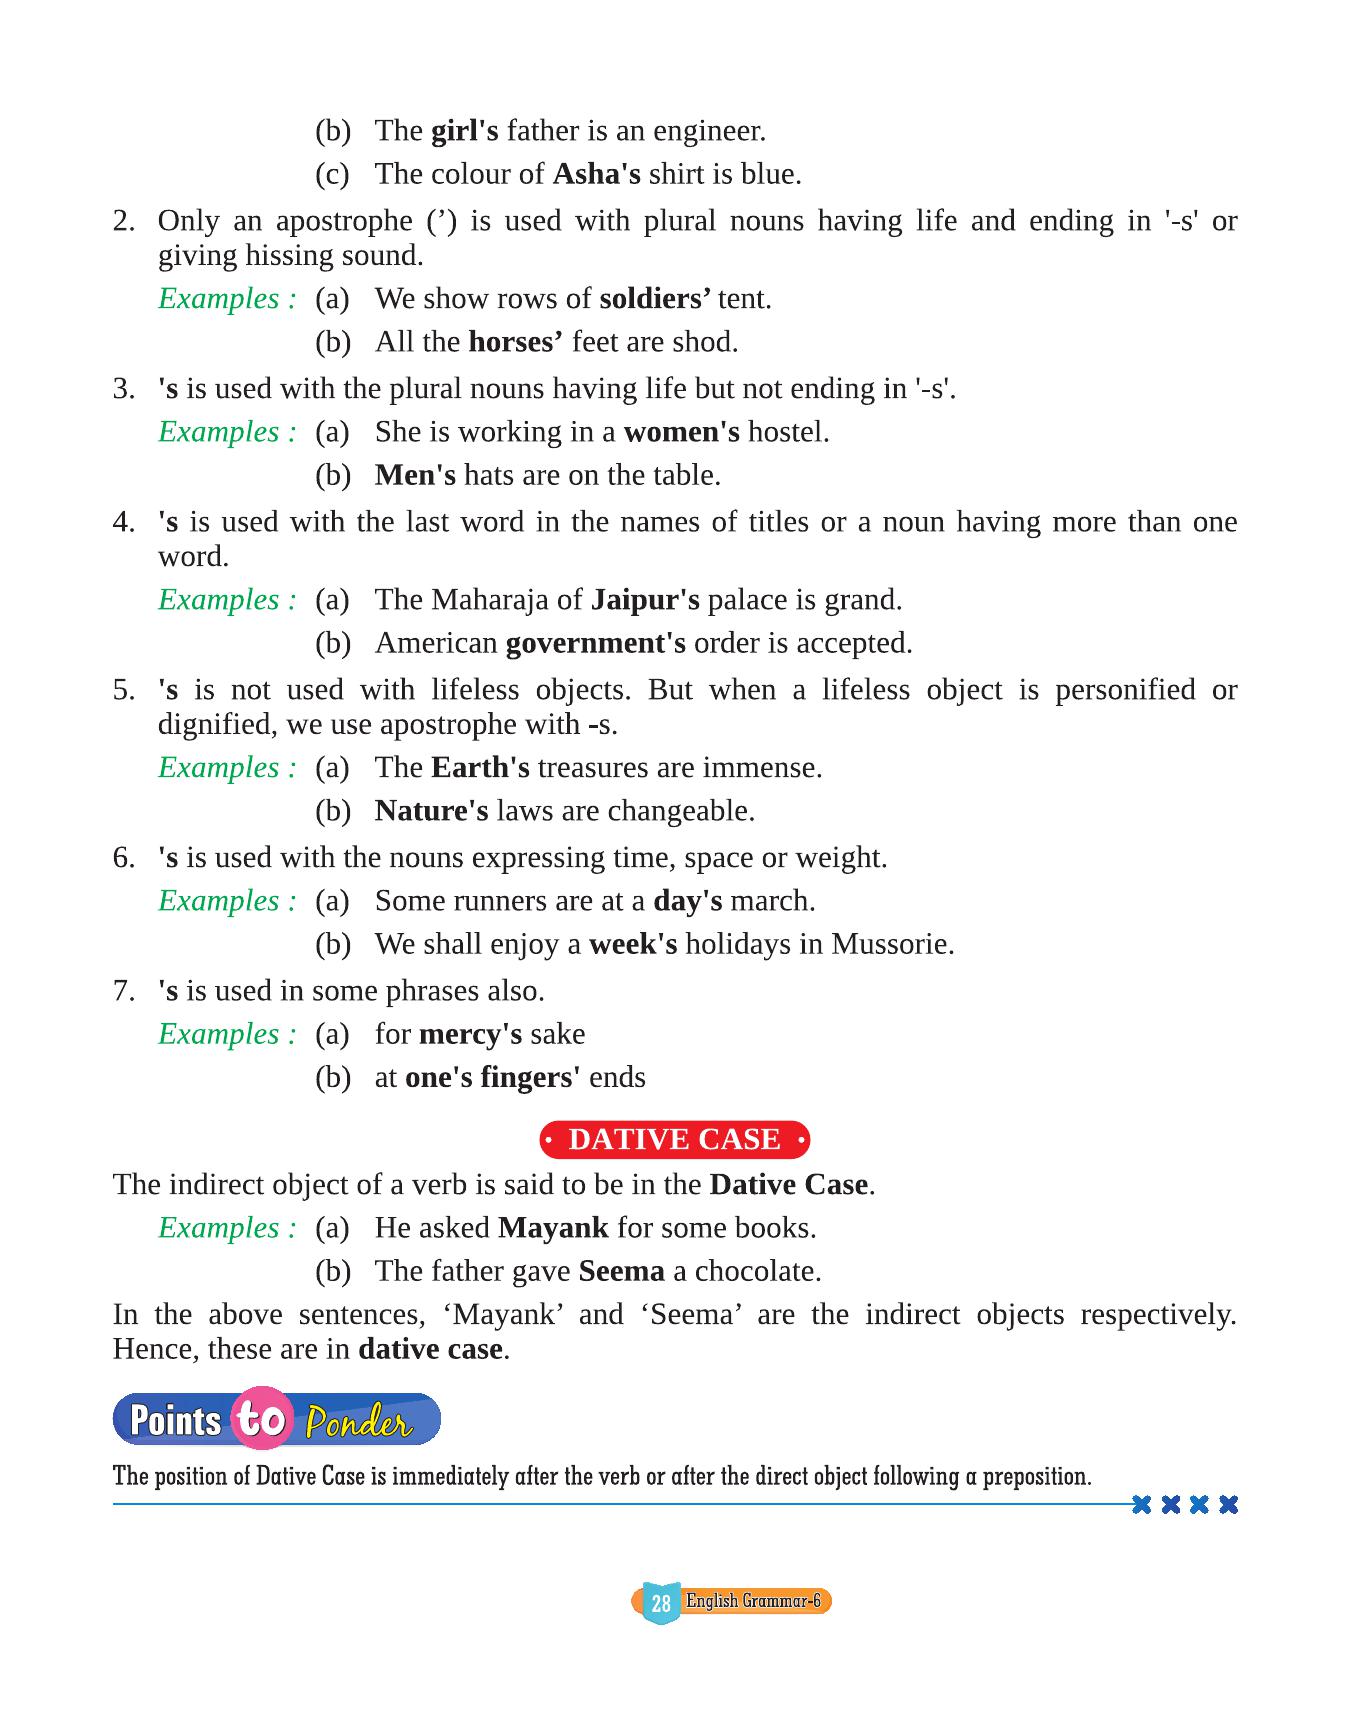 (b) The girl's father is an engineer.
(c) The colour of Asha's shirt is blue.
2. Only an apostrophe (’) is used with plural nouns having life and ending in '-s' or
giving hissing sound.
Examples : (a) We show rows of soldiers’ tent.
(b) All the horses’ feet are shod.
3. 's is used with the plural nouns having life but not ending in '-s'.
Examples : (a) She is working in a women's hostel.
(b) Men's hats are on the table.
4. 's is used with the last word in the names of titles or a noun having more than one
word.
Examples : (a) The Maharaja of Jaipur's palace is grand.
(b) American government's order is accepted.
5. 's is not used with lifeless objects. But when a lifeless object is personified or
dignified, we use apostrophe with -s.
Examples : (a) The Earth's treasures are immense.
(b) Nature's laws are changeable.
6. 's is used with the nouns expressing time, space or weight.
Examples : (a) Some runners are at a day's march.
(b) We shall enjoy a week's holidays in Mussorie.
7. 's is used in some phrases also.
Examples : (a) for mercy's sake
(b) at one's fingers' ends
• DATIVE CASE •
The indirect object of a verb is said to be in the Dative Case.
Examples : (a) He asked Mayank for some books.
(b) The father gave Seema a chocolate.
In the above sentences, ‘Mayank’ and ‘Seema’ are the indirect objects respectively.
Hence, these are in dative case.
Points to Ponder
The position of Dative Case is immediately after the verb or after the direct object following a preposition.
28 English Grammar-6